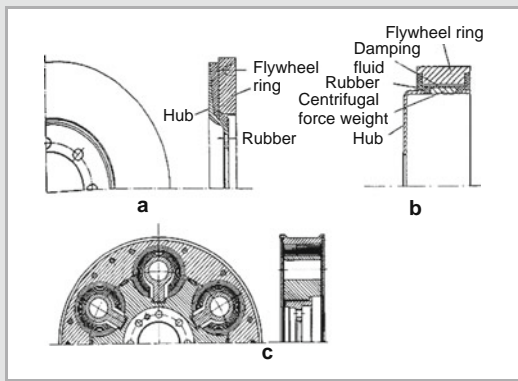 Flywheel
ring
Hub
Rubber
a
Flywheel ring
Damping
fluid
Rubber
Centrifugal
force weight
Hub
b
c